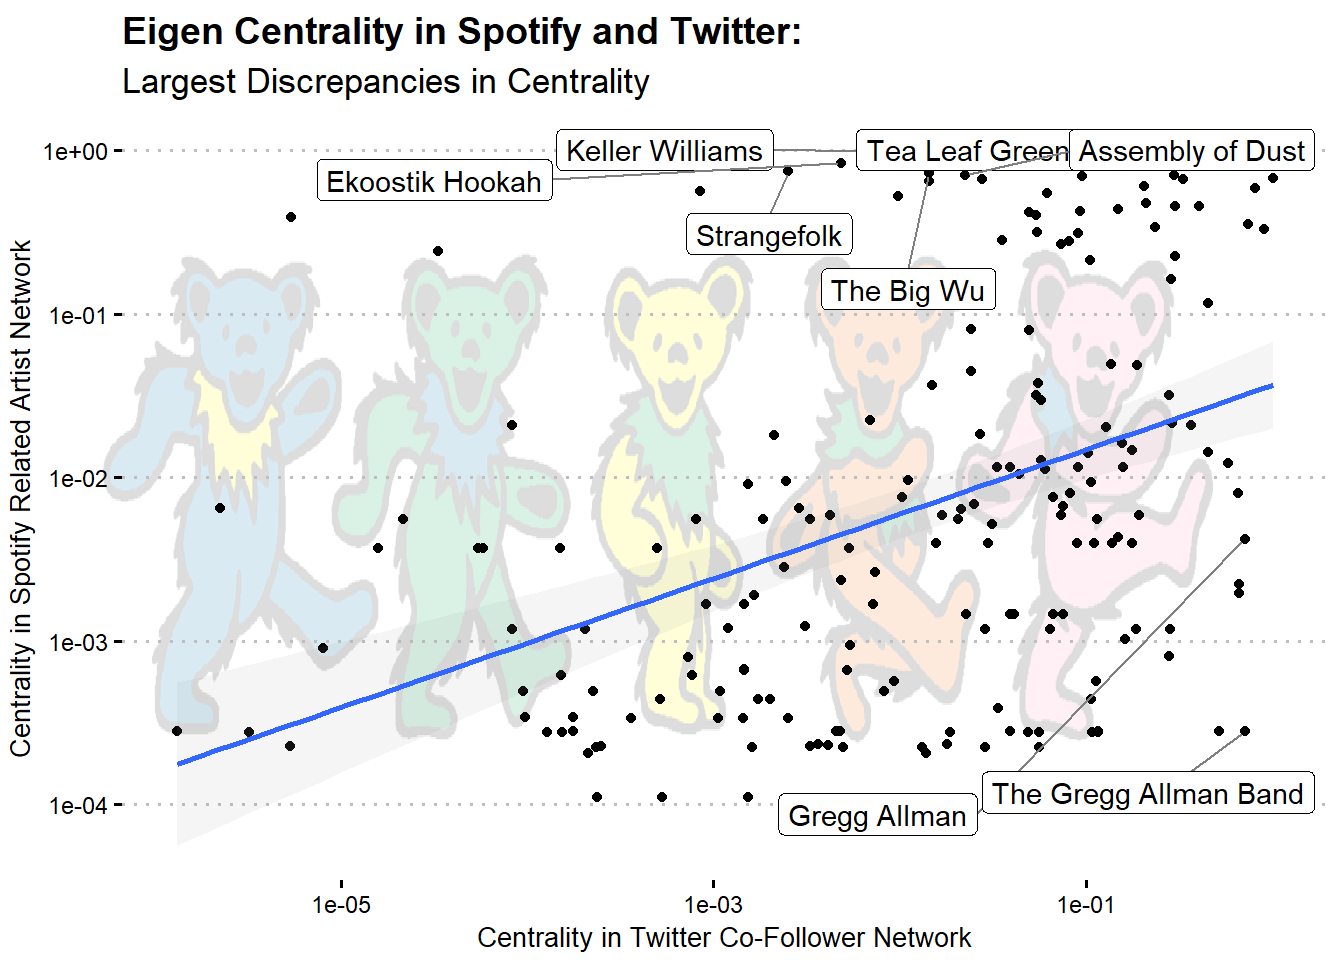 Eigen Centrality in Spotify and Twitter:
Largest Discrepancies in Centrality
Centrality in Spotify Related Artist Network
1e+00
1e-01
1e-02
1e-03
1e-04
Keller Williams
Tea Leaf Green
Assembly of Dust
Ekoostik Hookah
Strangefolk
The Big Wu
The Gregg Allman Band
Gregg Allman
1e-05
1e-03
1e-01
Centrality in Twitter Co-Follower Network